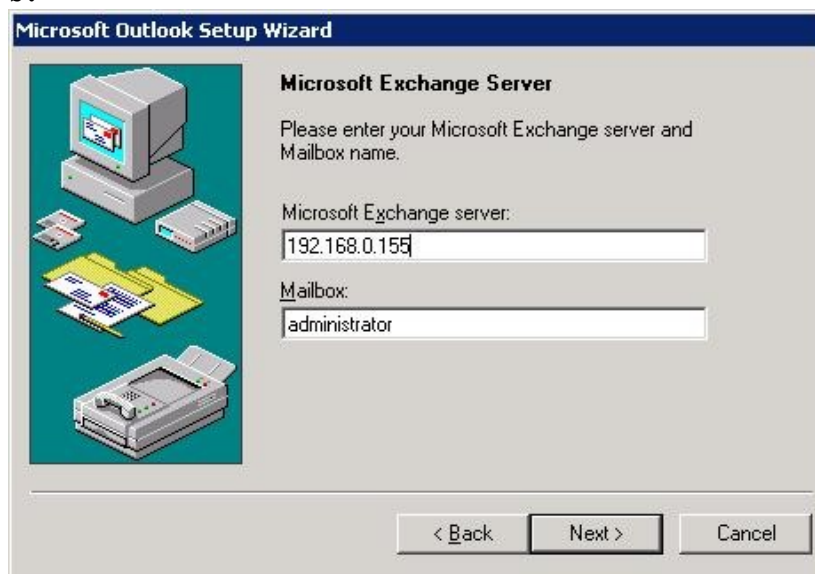 Microsoft Outlook Setup Wizard
Microsoft Exchange Server
Please enter your Microsoft Exchange server and
Mailbox name.
Microsoft Exchange server:
192.168.0.155
Mailbox:
administrator
< Back
Next >
Cancel